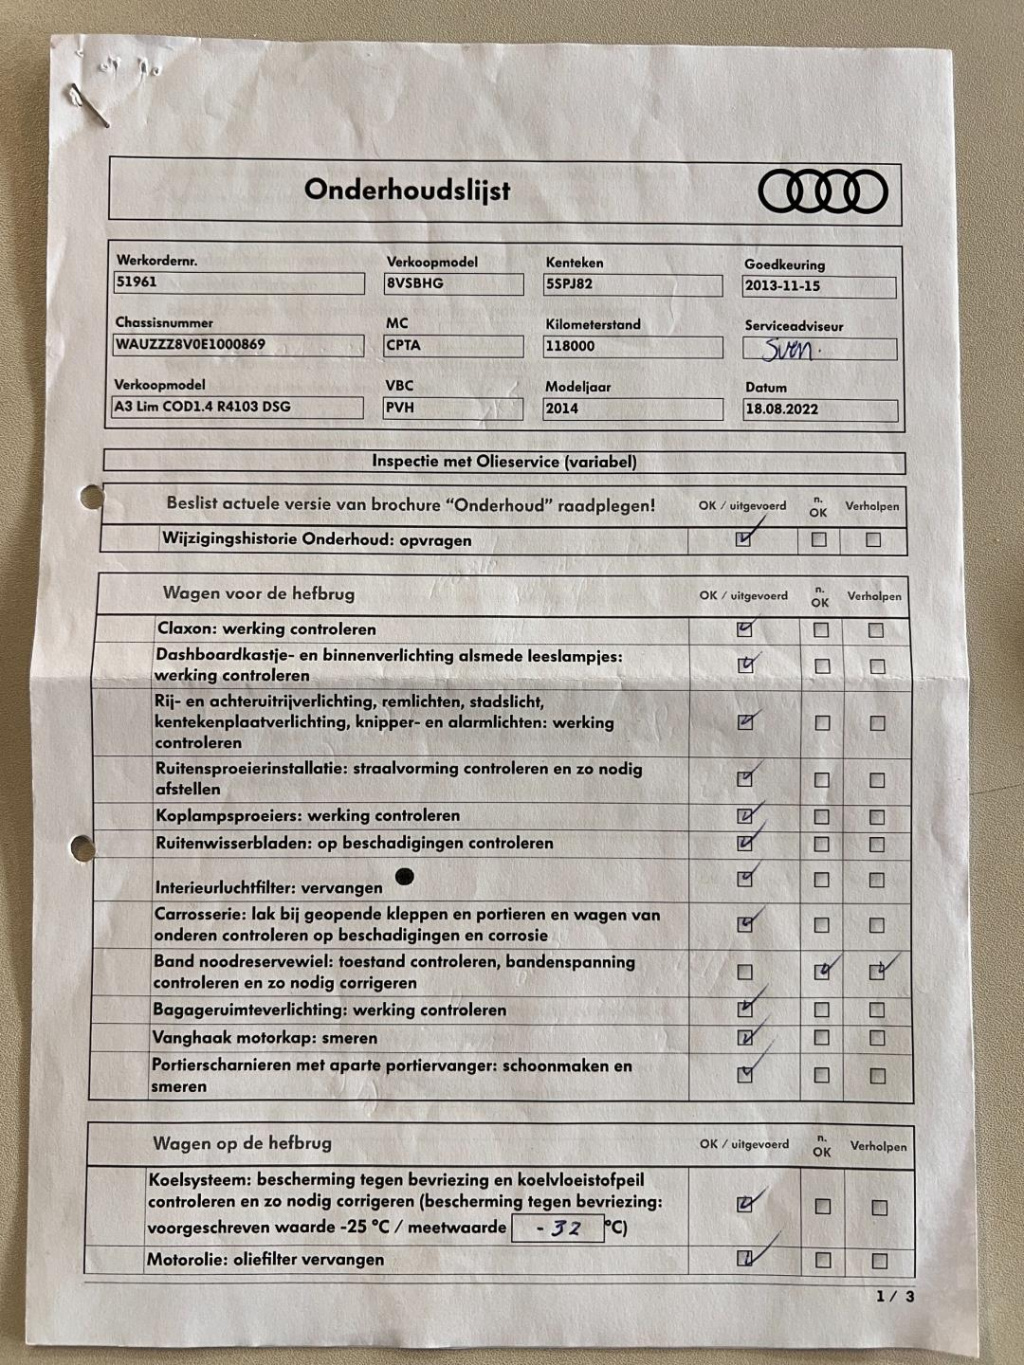 Onderhoudslijst
Werkordernr.
51961
Verkoopmodel
8VSBHG
Kenteken
5SPJ82
Goedkeuring
2013-11-15
Chassisnummer
WAUZZZ8V0E1000869
MC
CPTA
Kilometerstand
118000
Serviceadviseur
Sven.
Verkoopmodel
A3 Lim COD1.4 R4103 DSG
VBC
PVH
Modeljaar
2014
Datum
18.08.2022
Inspectie met Olieservice (variabel)
Beslist actuele versie van brochure “Onderhoud” raadplegen! OK / uitgevoerd n. OK Verholpen
Wijzigingshistorie Onderhoud: opvragen
Wagen voor de hefbrug OK / uitgevoerd n. OK Verholpen
Claxon: werking controleren
Dashboardkastje- en binnenverlichting alsmede leeslampjes:
werking controleren
Rij- en achteruitrijverlichting, remlichten, stadslicht,
kentekenplaatverlichting, knipper- en alarmlichten: werking
controleren
Ruitensproeierinstallatie: straalvorming controleren en zo nodig
afstellen
Koplampsproeiers: werking controleren
Ruitenwisserbladen: op beschadigingen controleren
Interieurluchtfilter: vervangen
Carrosserie: lak bij geopende kleppen en portieren en wagen van
onderen controleren op beschadigingen en corrosie
Band noodreservewiel: toestand controleren, bandenspanning
controleren en zo nodig corrigeren
Bagageruimteverlichting: werking controleren
Vanghaak motorkap: smeren
Portierscharnieren met aparte portiervanger: schoonmaken en
smeren
Wagen op de hefbrug OK / uitgevoerd n. OK Verholpen
Koelsysteem: bescherming tegen bevriezing en koelvloeistofpeil
controleren en zo nodig corrigeren (bescherming tegen bevriezing:
voorgeschreven waarde -25 °C / meetwaarde -32 °C)
Motorolie: oliefilter vervangen
1 / 3